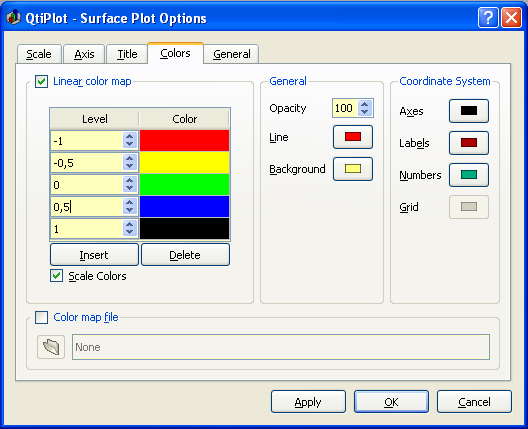 QtiPlot - Surface Plot Options
Scale Axis Title Colors General
Linear color map
Level Color
-1
-0,5
0
0,5
1
Insert Delete
Scale Colors
General
Opacity 100
Line
Background
Coordinate System
Axes
Labels
Numbers
Grid
Color map file
None
Apply OK Cancel